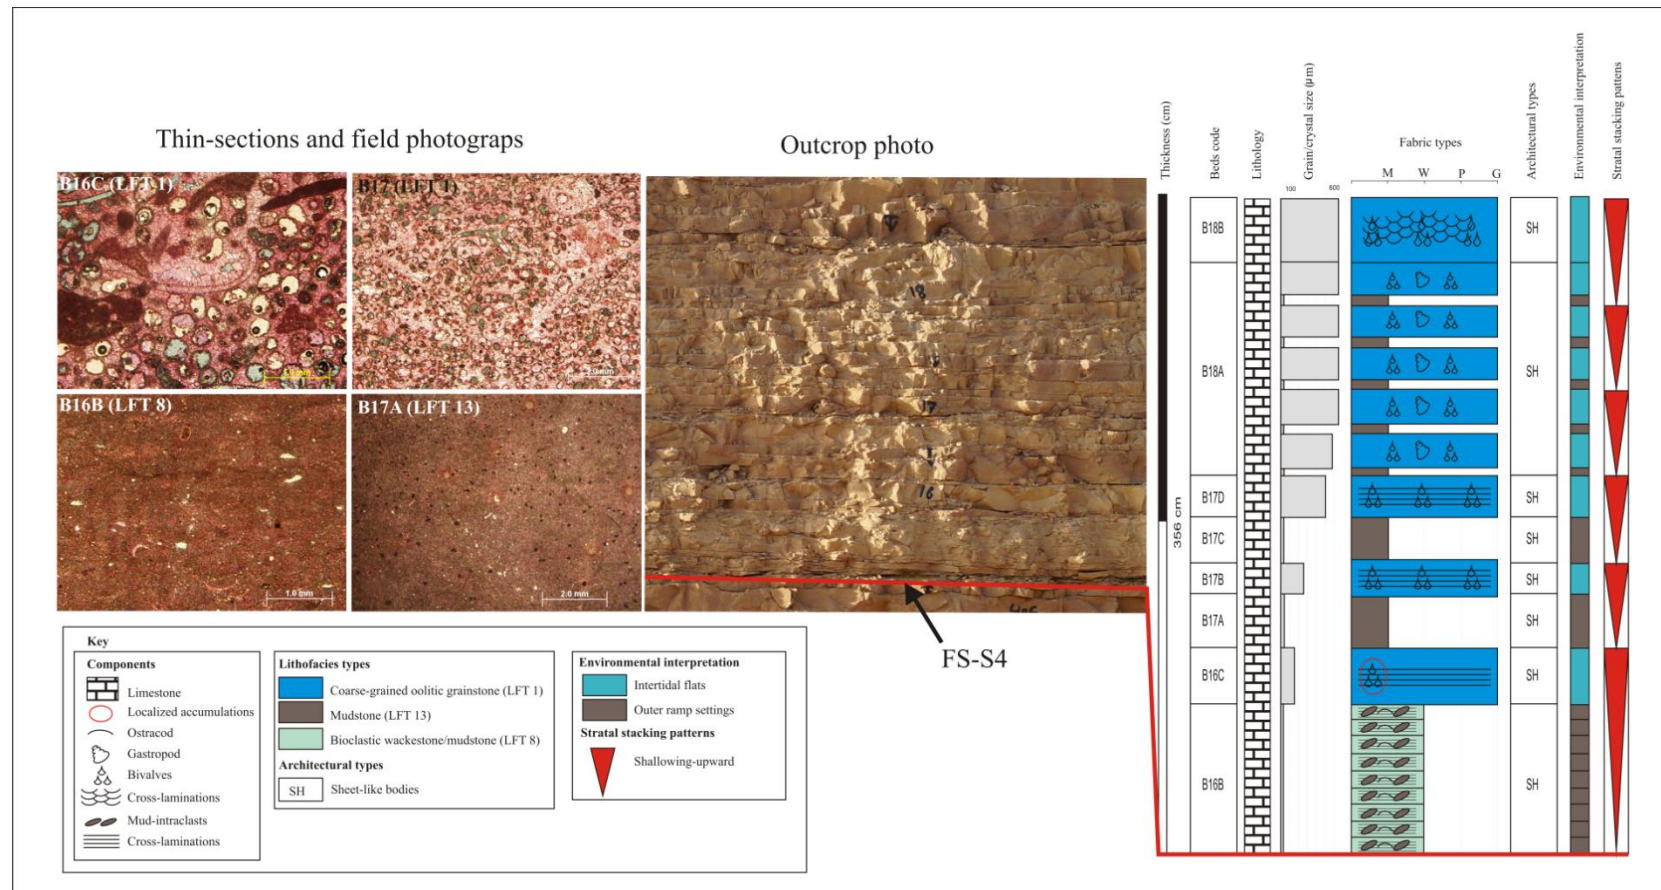 Thin-sections and field photograps
Outcrop photo
B16C (LFT 1)
B17 (LFT 1)
B16B (LFT 8)
1.0 mm
B17A (LFT 13)
2.0 mm
18
17
16
FS-S4
Key
Components
Limestone
Localized accumulations
Ostracod
Gastropod
Bivalves
Cross-laminations
Mud-intraclasts
Cross-laminations
Lithofacies types
Coarse-grained oolitic grainstone (LFT 1)
Mudstone (LFT 13)
Bioclastic wackestone/mudstone (LFT 8)
Architectural types
SH Sheet-like bodies
Environmental interpretation
Intertidal flats
Outer ramp settings
Stratal stacking patterns
Shallowing-upward
Thickness (cm)
Beds code
Lithology
Grain/crystal size (µm)
Fabric types
Architectural types
Environmental interpretation
Stratal stacking pattens
100 600
M W P G
356 cm
B18B SH
B18A SH
B17D SH
B17C SH
B17B SH
B17A SH
B16C SH
B16B SH